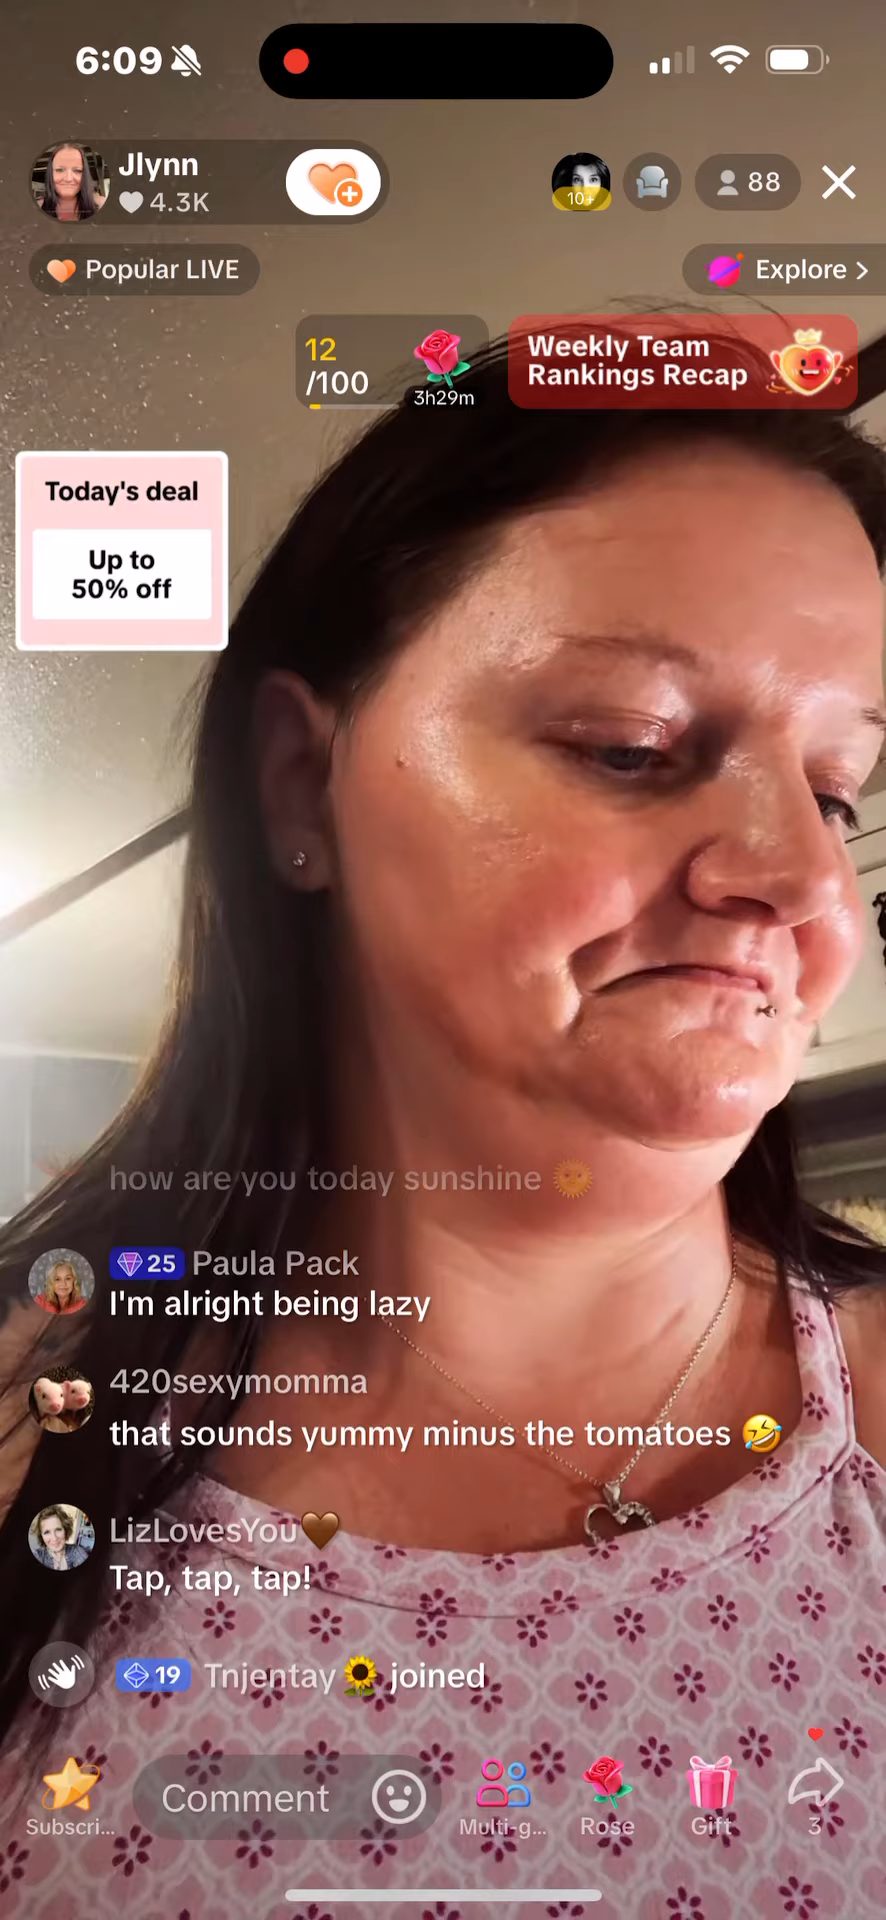 6:09
Jlynn
4.3K
10+
88
Popular LIVE
Explore >
12
/100
3h29m
Weekly Team
Rankings Recap
Today's deal
Up to
50% off
how are you today sunshine 🌞
25 Paula Pack
I'm alright being lazy
420sexymomma
that sounds yummy minus the tomatoes 🤣
LizLovesYou🤎
Tap, tap, tap!
19 Tnjentay🌻 joined
Subscri...
Comment
Multi-g...
Rose
Gift
3